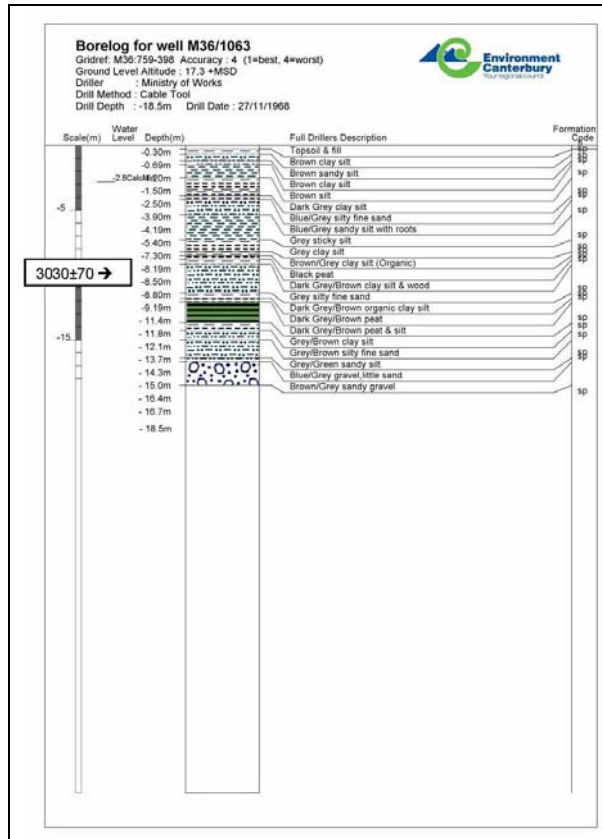 Borelog for well M36/1063
Gridref: M36:759-398 Accuracy : 4 (1=best, 4=worst)
Ground Level Altitude : 17.3 +MSD
Driller : Ministry of Works
Drill Method : Cable Tool
Drill Depth : -18.5m Drill Date : 27/11/1968
Environment
Canterbury
Your regional council
Scale(m) Water Level Depth(m) Full Drillers Description Formation Code
-0.30m Topsoil & fill
-0.69m Brown clay silt sp
Brown sandy silt sp
-1.50m Brown clay silt
Brown silt sp
-2.50m Dark Grey clay silt sp
-5 -3.90m Blue/Grey silty fine sand
-4.19m Blue/Grey sandy silt with roots
-5.40m Grey sticky silt sp
-7.30m Grey clay silt
3030±70 → -8.19m Brown/Grey clay silt (Organic)
Black peat
-8.50m Dark Grey/Brown clay silt & wood
-8.80m Grey silty fine sand sp
-9.19m Dark Grey/Brown organic clay silt
-11.4m Dark Grey/Brown peat sp
-11.8m Dark Grey/Brown peat & silt sp
-15 -12.1m Grey/Brown clay silt sp
-13.7m Grey/Brown silty fine sand sp
Grey/Green sandy silt sp
-14.3m Blue/Grey gravel,little sand
-15.0m Brown/Grey sandy gravel sp
-16.4m
-16.7m
-18.5m